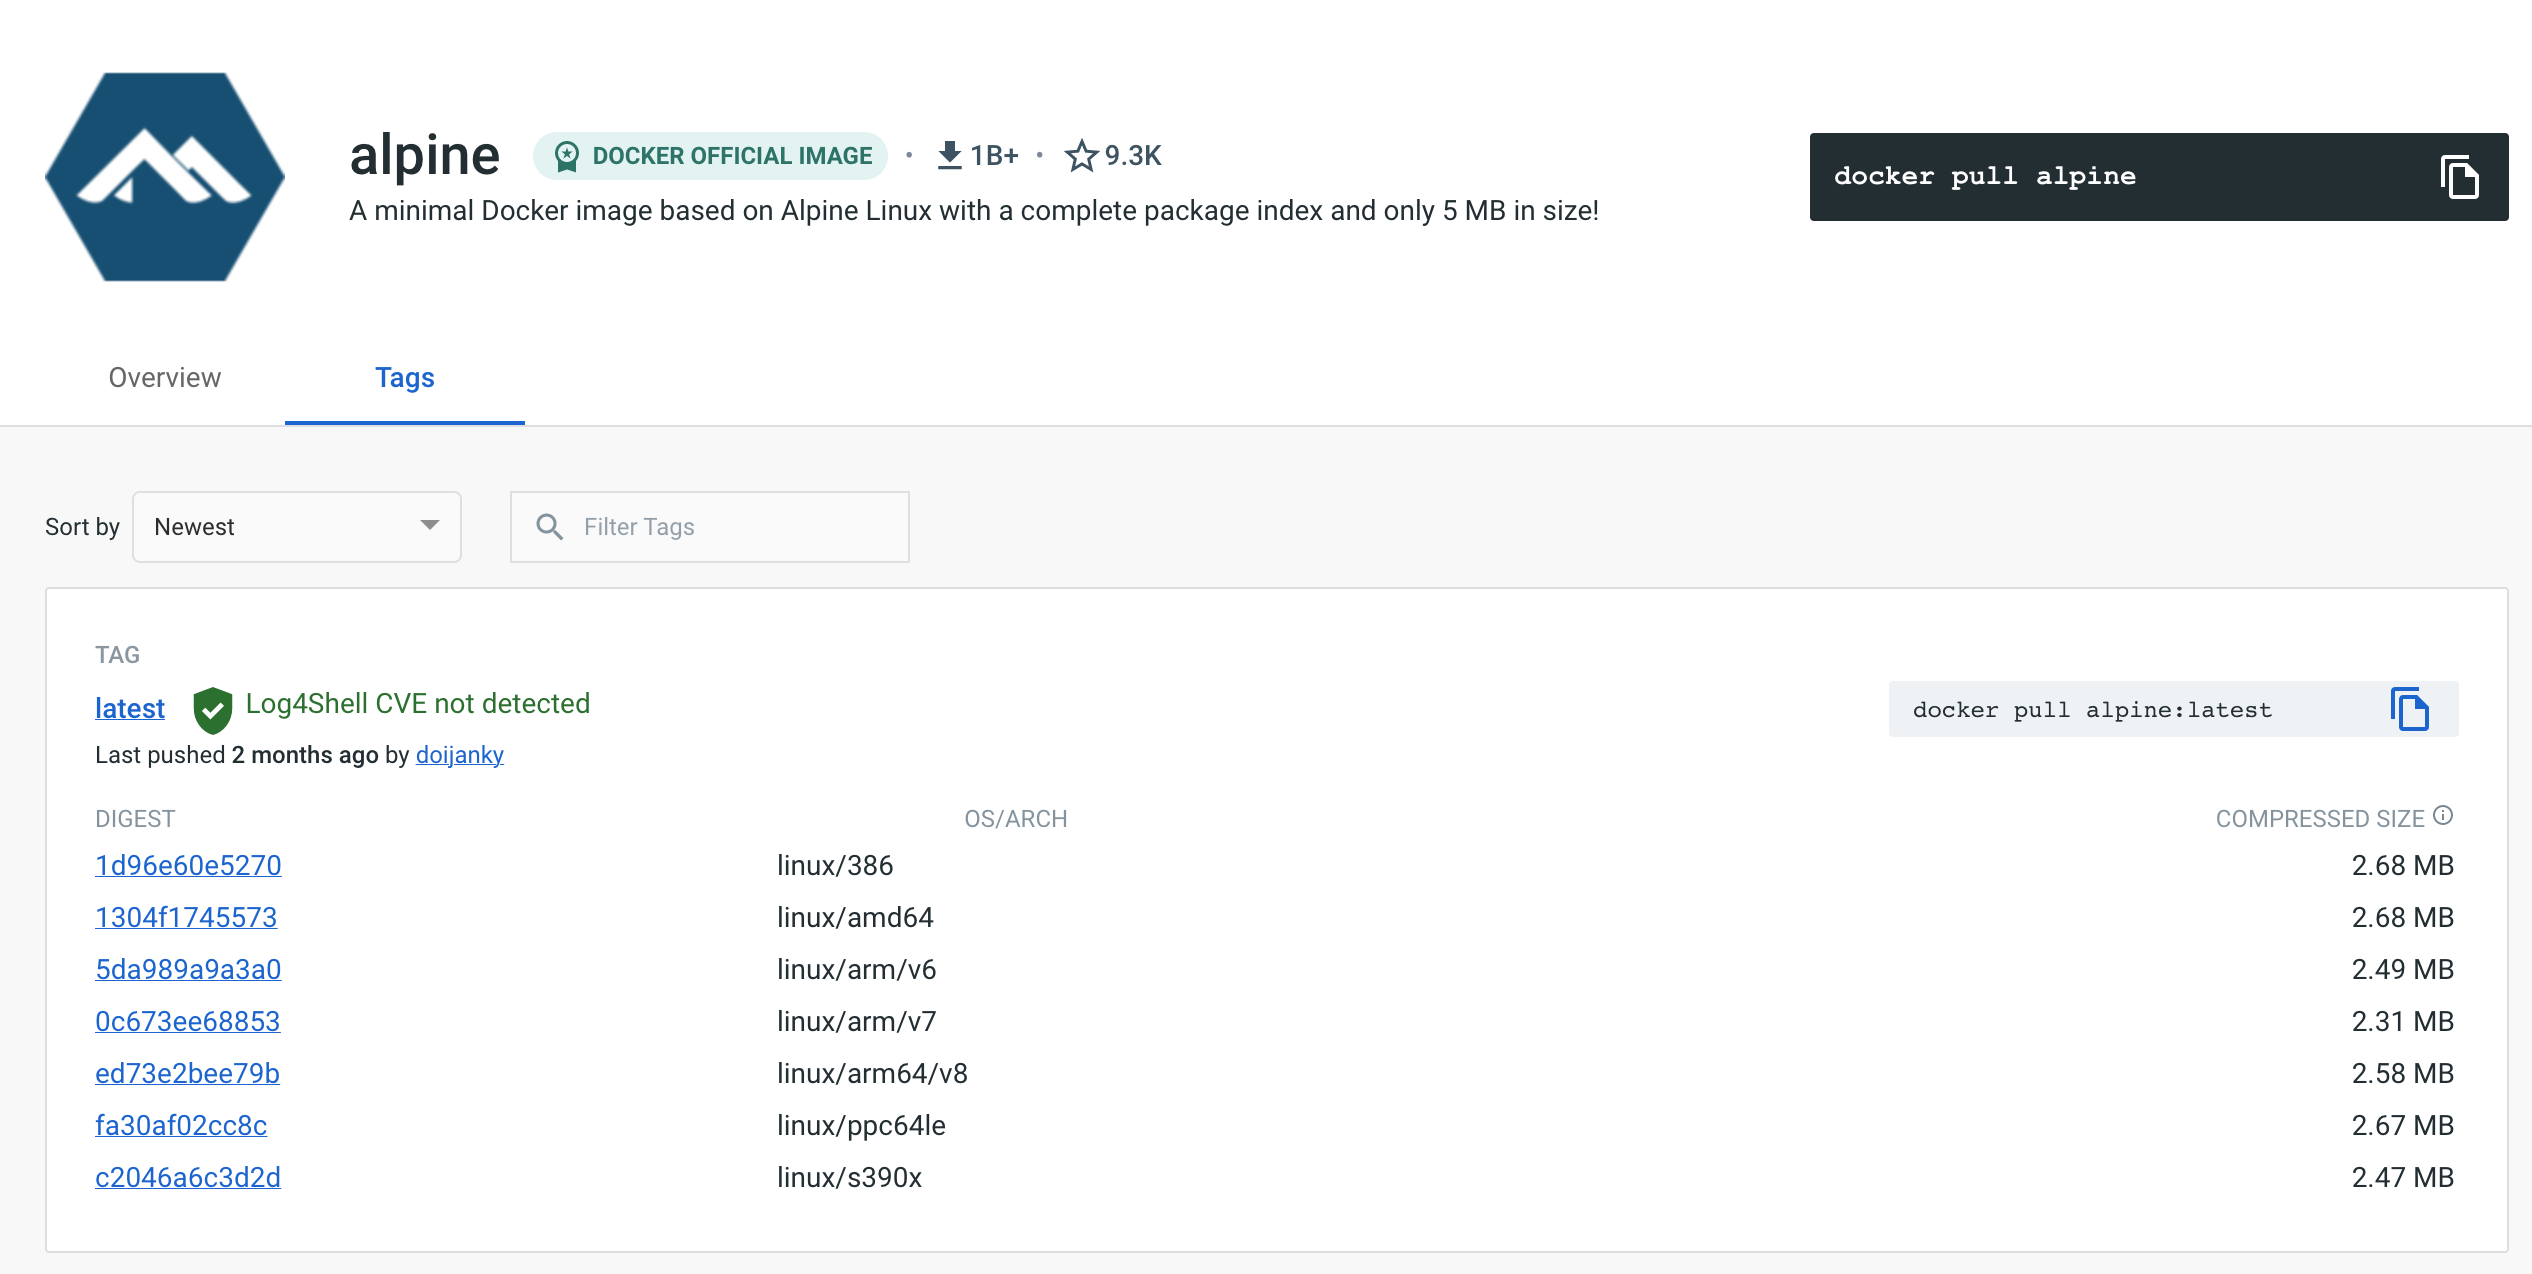 alpine DOCKER OFFICIAL IMAGE · 1B+ · 9.3K
A minimal Docker image based on Alpine Linux with a complete package index and only 5 MB in size!
docker pull alpine
Overview Tags
Sort by Newest Filter Tags
TAG
latest Log4Shell CVE not detected
docker pull alpine:latest
Last pushed 2 months ago by doijanky
DIGEST OS/ARCH COMPRESSED SIZE
1d96e60e5270 linux/386 2.68 MB
1304f1745573 linux/amd64 2.68 MB
5da989a9a3a0 linux/arm/v6 2.49 MB
0c673ee68853 linux/arm/v7 2.31 MB
ed73e2bee79b linux/arm64/v8 2.58 MB
fa30af02cc8c linux/ppc64le 2.67 MB
c2046a6c3d2d linux/s390x 2.47 MB